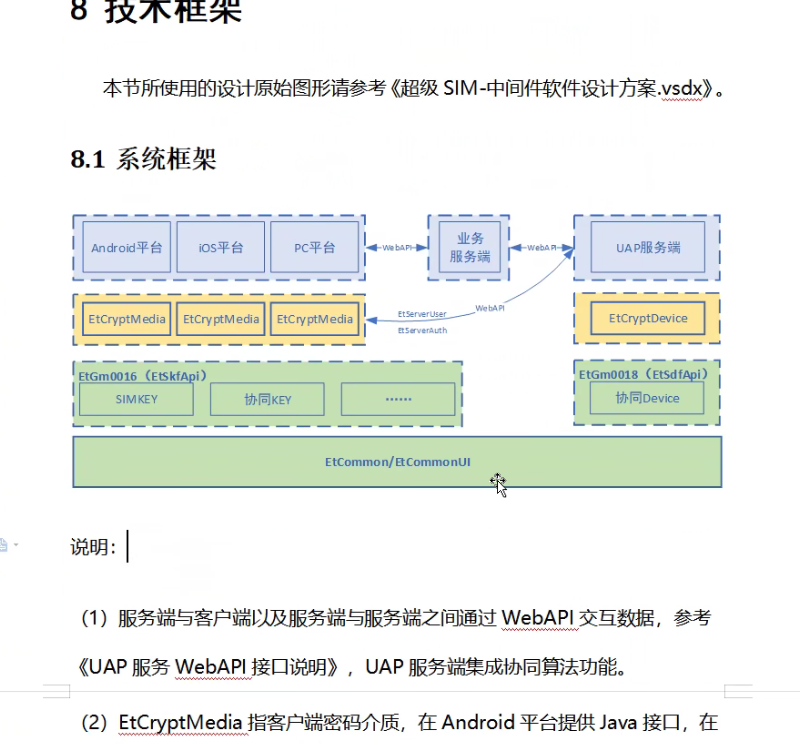 8 技术框架
本节所使用的设计原始图形请参考《超级 SIM-中间件软件设计方案.vsdx》。
8.1 系统框架
Android平台
iOS平台
PC平台
WebAPI
业务
服务端
WebAPI
UAP服务端
EtCryptMedia
EtCryptMedia
EtCryptMedia
EtServerUser
EtServerAuth
WebAPI
EtCryptDevice
EtGm0016（EtSkfApi）
SIMKEY
协同KEY
······
EtGm0018（EtSdfApi）
协同Device
EtCommon/EtCommonUI
说明：
（1）服务端与客户端以及服务端与服务端之间通过 WebAPI 交互数据，参考
《UAP 服务 WebAPI 接口说明》，UAP 服务端集成协同算法功能。
（2）EtCryptMedia 指客户端密码介质，在 Android 平台提供 Java 接口，在